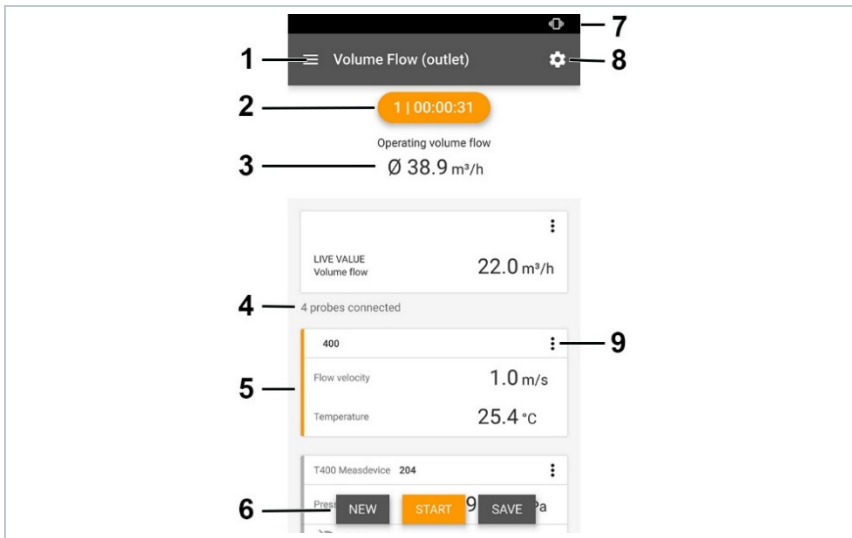 7
1 Volume Flow (outlet) 8
2 1 | 00:00:31
Operating volume flow
3 Ø 38.9 m³/h
LIVE VALUE
Volume flow 22.0 m³/h
4 4 probes connected
400 9
5 Flow velocity 1.0 m/s
Temperature 25.4 °C
T400 Measdevice 204
6 NEW START 9 SAVE